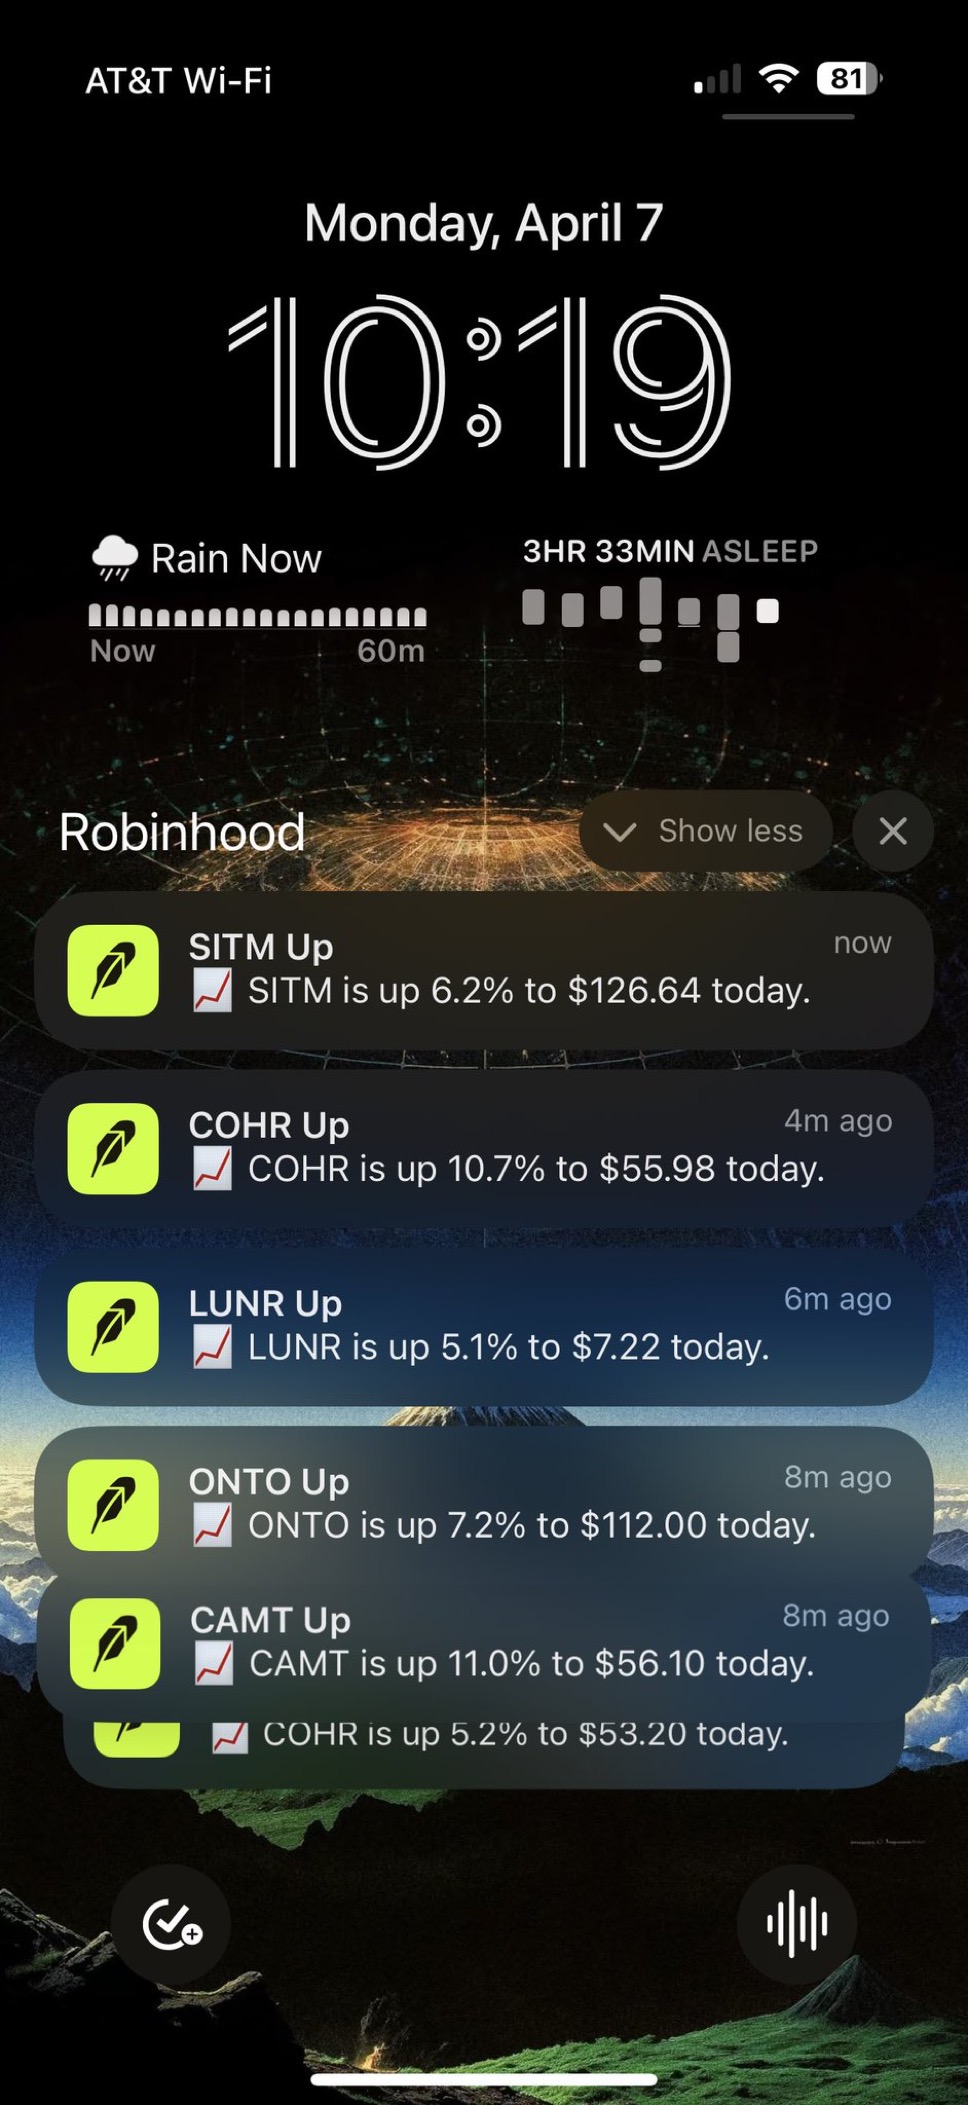 AT&T Wi-Fi
81
Monday, April 7
10:19
Rain Now
Now 60m
3HR 33MIN ASLEEP
Robinhood
Show less
SITM Up now
📈 SITM is up 6.2% to $126.64 today.
COHR Up 4m ago
📈 COHR is up 10.7% to $55.98 today.
LUNR Up 6m ago
📈 LUNR is up 5.1% to $7.22 today.
ONTO Up 8m ago
📈 ONTO is up 7.2% to $112.00 today.
CAMT Up 8m ago
📈 CAMT is up 11.0% to $56.10 today.
📈 COHR is up 5.2% to $53.20 today.